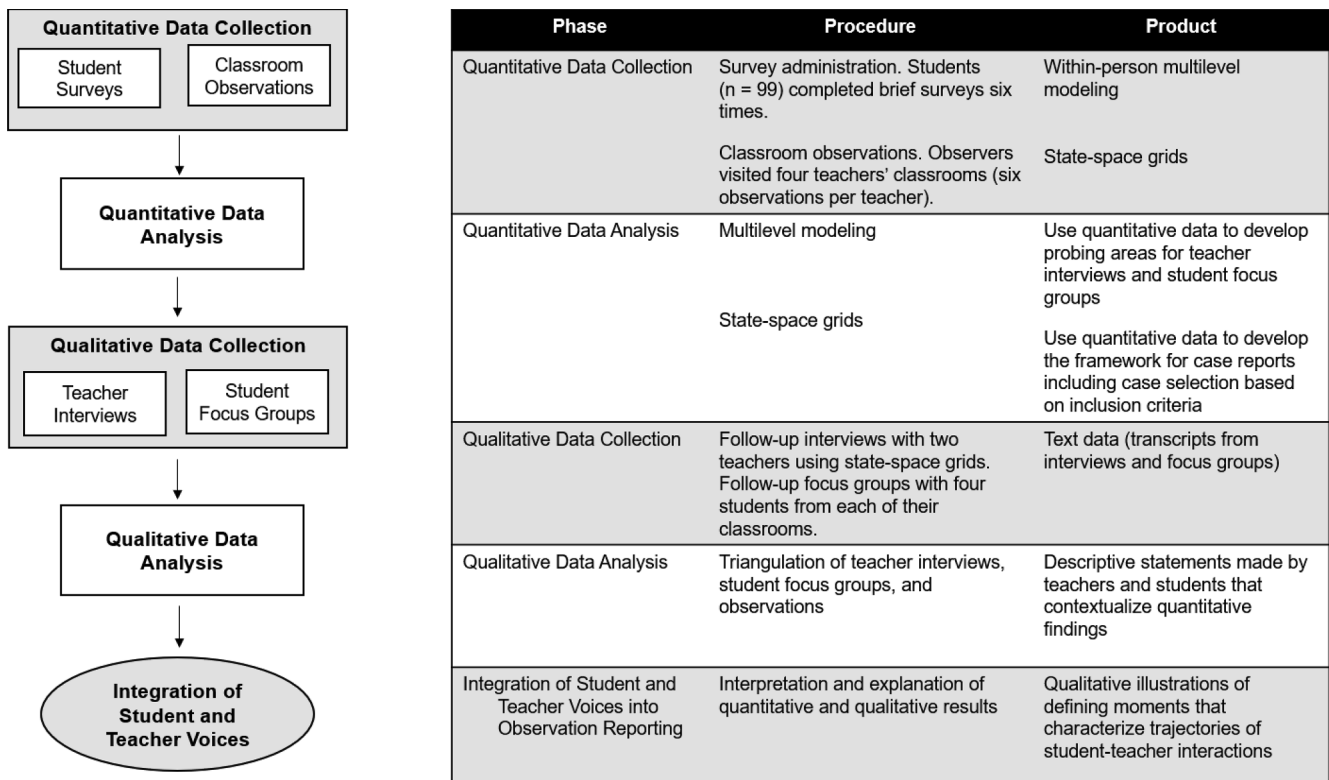 Quantitative Data Collection
Student
Surveys
Classroom
Observations
Quantitative Data
Analysis
Qualitative Data Collection
Teacher
Interviews
Student
Focus Groups
Qualitative Data
Analysis
Integration of
Student and
Teacher Voices
Phase
Procedure
Product
Quantitative Data Collection
Survey administration. Students
(n = 99) completed brief surveys six
times.
Within-person multilevel
modeling
Classroom observations. Observers
visited four teachers’ classrooms (six
observations per teacher).
State-space grids
Quantitative Data Analysis
Multilevel modeling
Use quantitative data to develop
probing areas for teacher
interviews and student focus
groups
State-space grids
Use quantitative data to develop
the framework for case reports
including case selection based
on inclusion criteria
Qualitative Data Collection
Follow-up interviews with two
teachers using state-space grids.
Follow-up focus groups with four
students from each of their
classrooms.
Text data (transcripts from
interviews and focus groups)
Qualitative Data Analysis
Triangulation of teacher interviews,
student focus groups, and
observations
Descriptive statements made by
teachers and students that
contextualize quantitative
findings
Integration of Student and
Teacher Voices into
Observation Reporting
Interpretation and explanation of
quantitative and qualitative results
Qualitative illustrations of
defining moments that
characterize trajectories of
student-teacher interactions